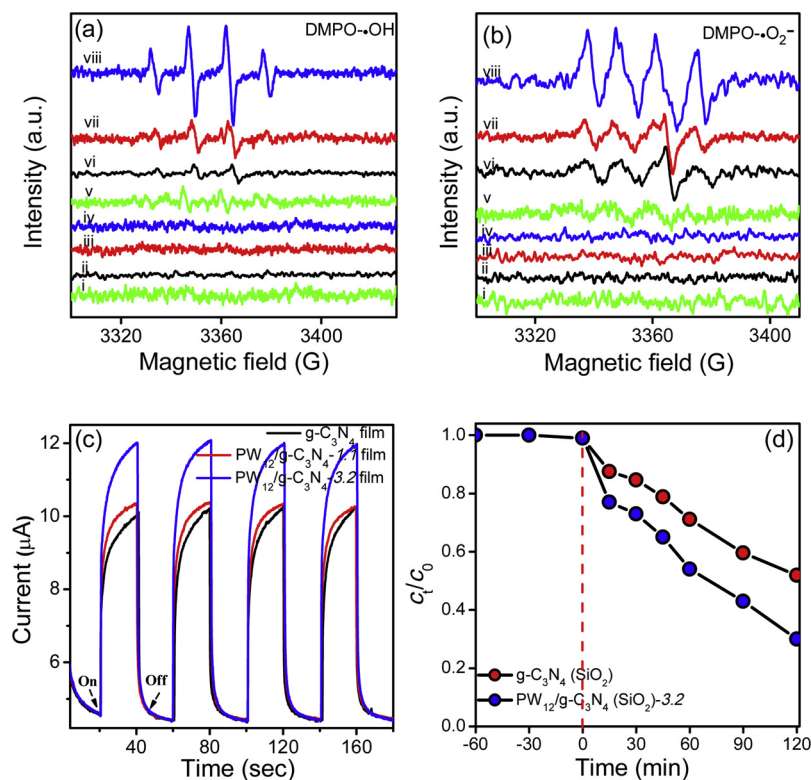 (a)
DMPO-•OH
viii
vii
vi
v
iv
iii
ii
i
Intensity (a.u.)
3320 3360 3400
Magnetic field (G)
(b)
DMPO-•O₂⁻
viii
vii
vi
v
iv
iii
ii
i
Intensity (a.u.)
3320 3360 3400
Magnetic field (G)
(c)
g-C₃N₄ film
PW₁₂/g-C₃N₄-1.1 film
PW₁₂/g-C₃N₄-3.2 film
12
10
8
6
Current (μA)
On
Off
0 40 80 120 160
Time (sec)
(d)
1.0
0.8
0.6
0.4
0.2
0.0
cₜ/c₀
g-C₃N₄ (SiO₂)
PW₁₂/g-C₃N₄ (SiO₂)-3.2
-60 -30 0 30 60 90 120
Time (min)